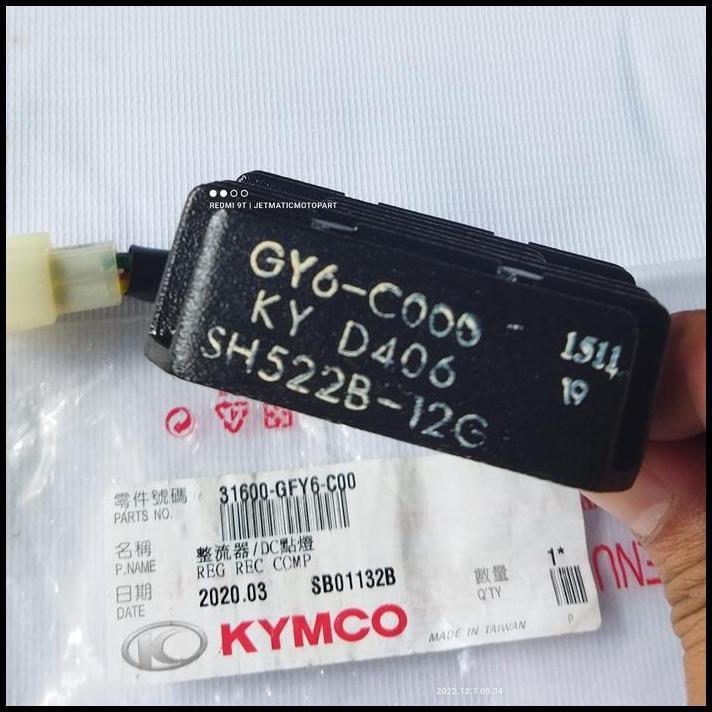 REDMI 9T | JETMATICMOTOPART
GY6-C000
KY D406
SH522B-12G
1511
19
零件號碼 31600-GFY6-C00
PARTS NO.
名稱 整流器/DC點燈
P.NAME REG REC COMP
日期 2020.03 SB01132B
DATE
數量 1*
Q'TY
KYMCO
MADE IN TAIWAN
P
ENU
2022.12.7 09.34